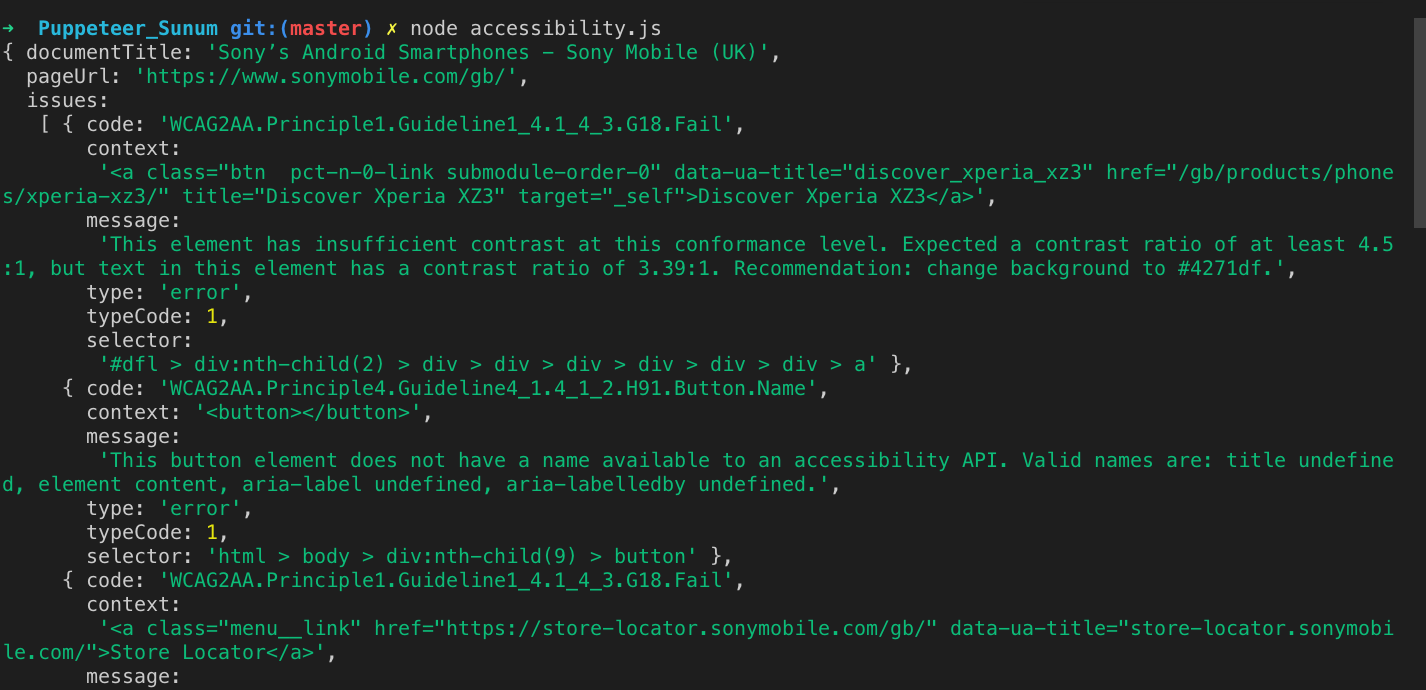 →  Puppeteer_Sunum git:(master) ✗ node accessibility.js
{ documentTitle: 'Sony’s Android Smartphones – Sony Mobile (UK)',
  pageUrl: 'https://www.sonymobile.com/gb/',
  issues:
   [ { code: 'WCAG2AA.Principle1.Guideline1_4.1_4_3.G18.Fail',
       context:
        '<a class="btn  pct-n-0-link submodule-order-0" data-ua-title="discover_xperia_xz3" href="/gb/products/phone
s/xperia-xz3/" title="Discover Xperia XZ3" target="_self">Discover Xperia XZ3</a>',
       message:
        'This element has insufficient contrast at this conformance level. Expected a contrast ratio of at least 4.5
:1, but text in this element has a contrast ratio of 3.39:1. Recommendation: change background to #4271df.',
       type: 'error',
       typeCode: 1,
       selector:
        '#dfl > div:nth-child(2) > div > div > div > div > div > div > a' },
     { code: 'WCAG2AA.Principle4.Guideline4_1.4_1_2.H91.Button.Name',
       context: '<button></button>',
       message:
        'This button element does not have a name available to an accessibility API. Valid names are: title undefine
d, element content, aria-label undefined, aria-labelledby undefined.',
       type: 'error',
       typeCode: 1,
       selector: 'html > body > div:nth-child(9) > button' },
     { code: 'WCAG2AA.Principle1.Guideline1_4.1_4_3.G18.Fail',
       context:
        '<a class="menu__link" href="https://store-locator.sonymobile.com/gb/" data-ua-title="store-locator.sonymobi
le.com/">Store Locator</a>',
       message: